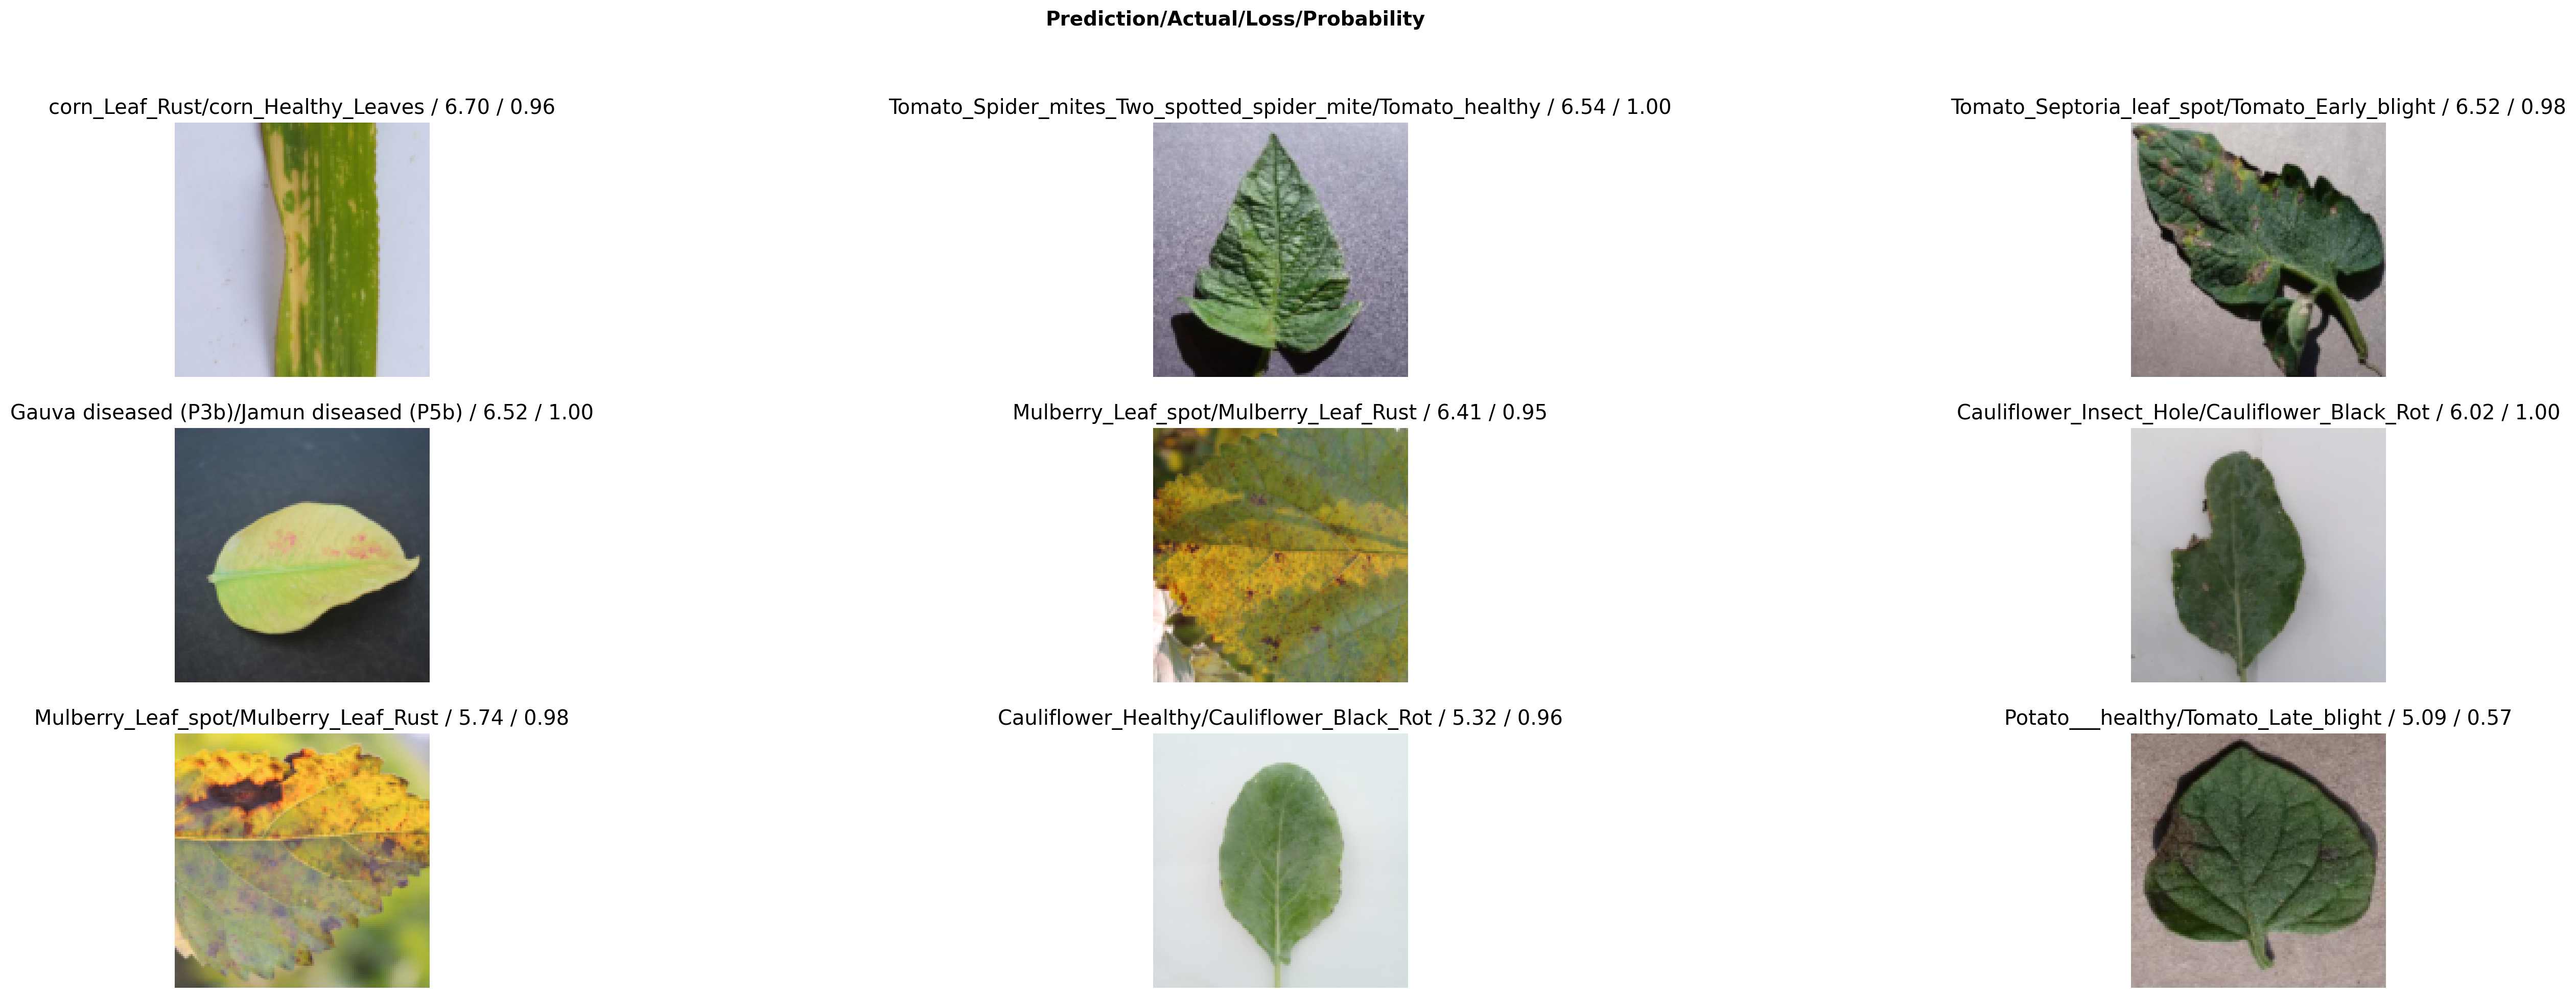 Prediction/Actual/Loss/Probability
corn_Leaf_Rust/corn_Healthy_Leaves / 6.70 / 0.96
Tomato_Spider_mites_Two_spotted_spider_mite/Tomato_healthy / 6.54 / 1.00
Tomato_Septoria_leaf_spot/Tomato_Early_blight / 6.52 / 0.98
Gauva diseased (P3b)/Jamun diseased (P5b) / 6.52 / 1.00
Mulberry_Leaf_spot/Mulberry_Leaf_Rust / 6.41 / 0.95
Cauliflower_Insect_Hole/Cauliflower_Black_Rot / 6.02 / 1.00
Mulberry_Leaf_spot/Mulberry_Leaf_Rust / 5.74 / 0.98
Cauliflower_Healthy/Cauliflower_Black_Rot / 5.32 / 0.96
Potato___healthy/Tomato_Late_blight / 5.09 / 0.57